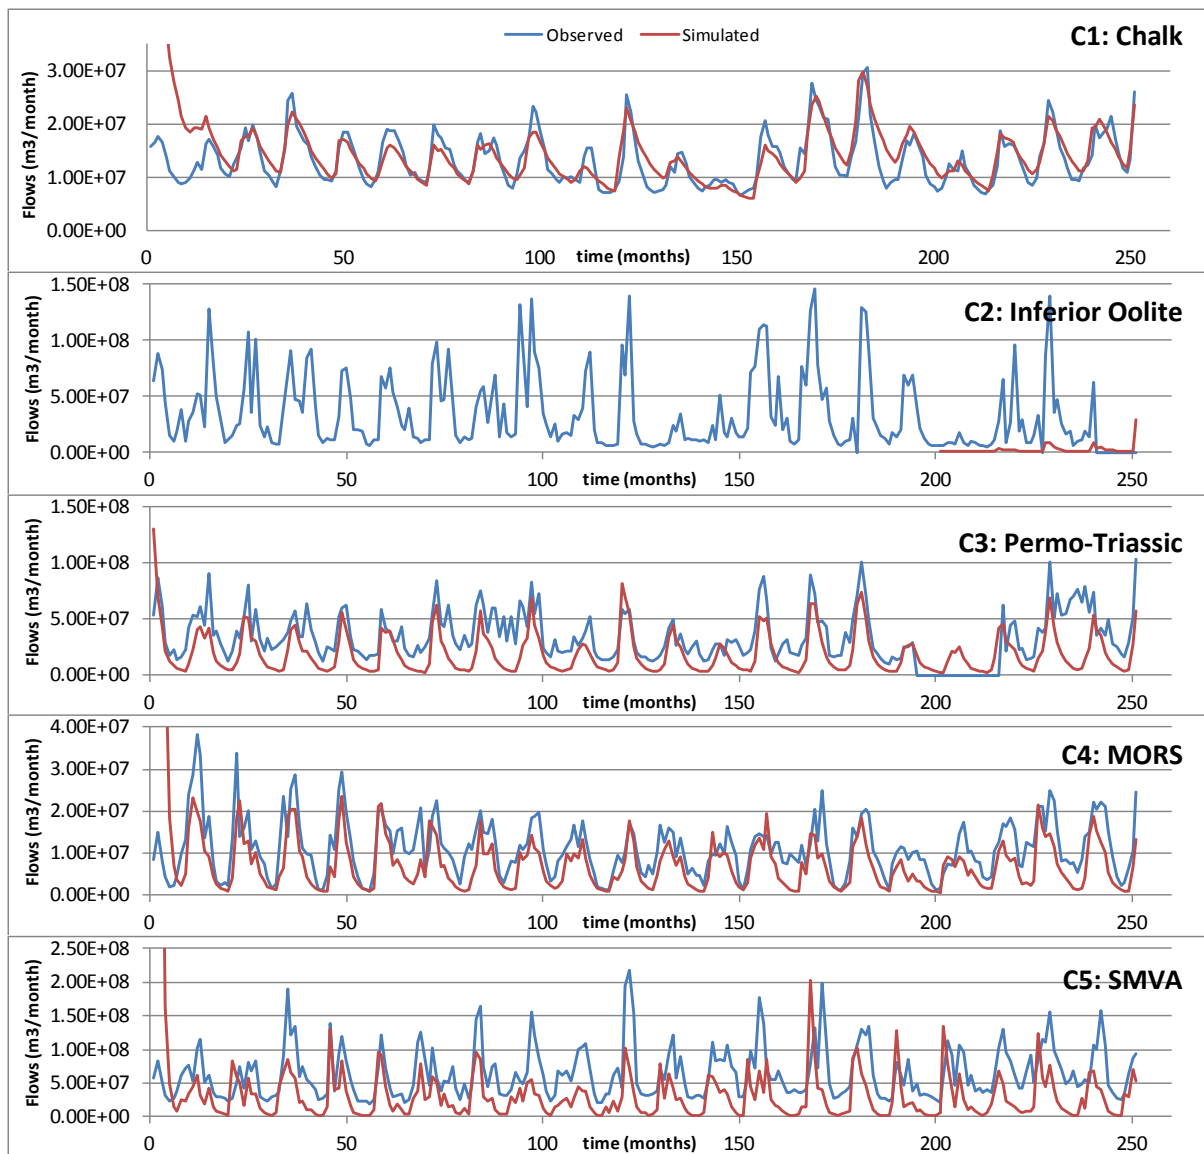 Observed Simulated
C1: Chalk
Flows (m3/month)
3.00E+07
2.00E+07
1.00E+07
0.00E+00
0 50 100 150 200 250
time (months)
C2: Inferior Oolite
Flows (m3/month)
1.50E+08
1.00E+08
5.00E+07
0.00E+00
0 50 100 150 200 250
time (months)
C3: Permo-Triassic
Flows (m3/month)
1.50E+08
1.00E+08
5.00E+07
0.00E+00
0 50 100 150 200 250
time (months)
C4: MORS
Flows (m3/month)
4.00E+07
3.00E+07
2.00E+07
1.00E+07
0.00E+00
0 50 100 150 200 250
time (months)
C5: SMVA
Flows (m3/month)
2.50E+08
2.00E+08
1.50E+08
1.00E+08
5.00E+07
0.00E+00
0 50 100 150 200 250
time (months)